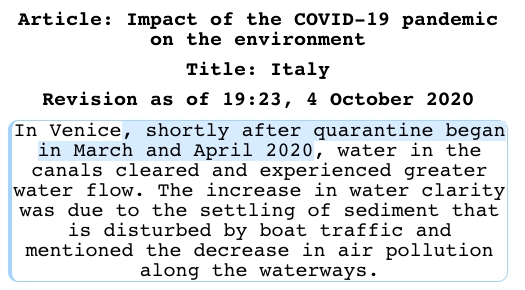 Article: Impact of the COVID-19 pandemic
on the environment
Title: Italy
Revision as of 19:23, 4 October 2020
In Venice, shortly after quarantine began
in March and April 2020, water in the
canals cleared and experienced greater
water flow. The increase in water clarity
was due to the settling of sediment that
is disturbed by boat traffic and
mentioned the decrease in air pollution
along the waterways.